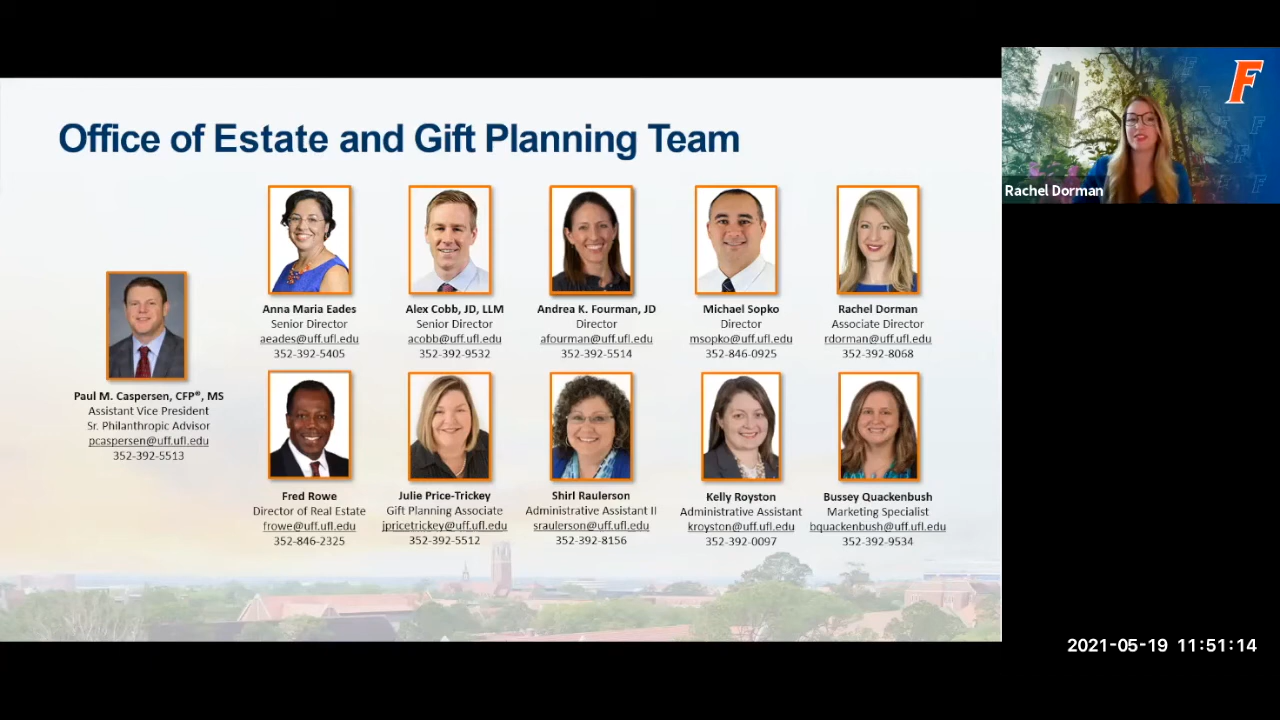 Office of Estate and Gift Planning Team
F
Rachel Dorman
Paul M. Caspersen, CFP®, MS
Assistant Vice President
Sr. Philanthropic Advisor
pcaspersen@uff.ufl.edu
352-392-5513
Anna Maria Eades
Senior Director
aeades@uff.ufl.edu
352-392-5405
Alex Cobb, JD, LLM
Senior Director
acobb@uff.ufl.edu
352-392-9532
Andrea K. Fourman, JD
Director
afourman@uff.ufl.edu
352-392-5514
Michael Sopko
Director
msopko@uff.ufl.edu
352-846-0925
Rachel Dorman
Associate Director
rdorman@uff.ufl.edu
352-392-8068
Fred Rowe
Director of Real Estate
frowe@uff.ufl.edu
352-846-2325
Julie Price-Trickey
Gift Planning Associate
jpricetrickey@uff.ufl.edu
352-392-5512
Shirl Raulerson
Administrative Assistant II
sraulerson@uff.ufl.edu
352-392-8156
Kelly Royston
Administrative Assistant
kroyston@uff.ufl.edu
352-392-0097
Bussey Quackenbush
Marketing Specialist
bquackenbush@uff.ufl.edu
352-392-9534
2021-05-19 11:51:14